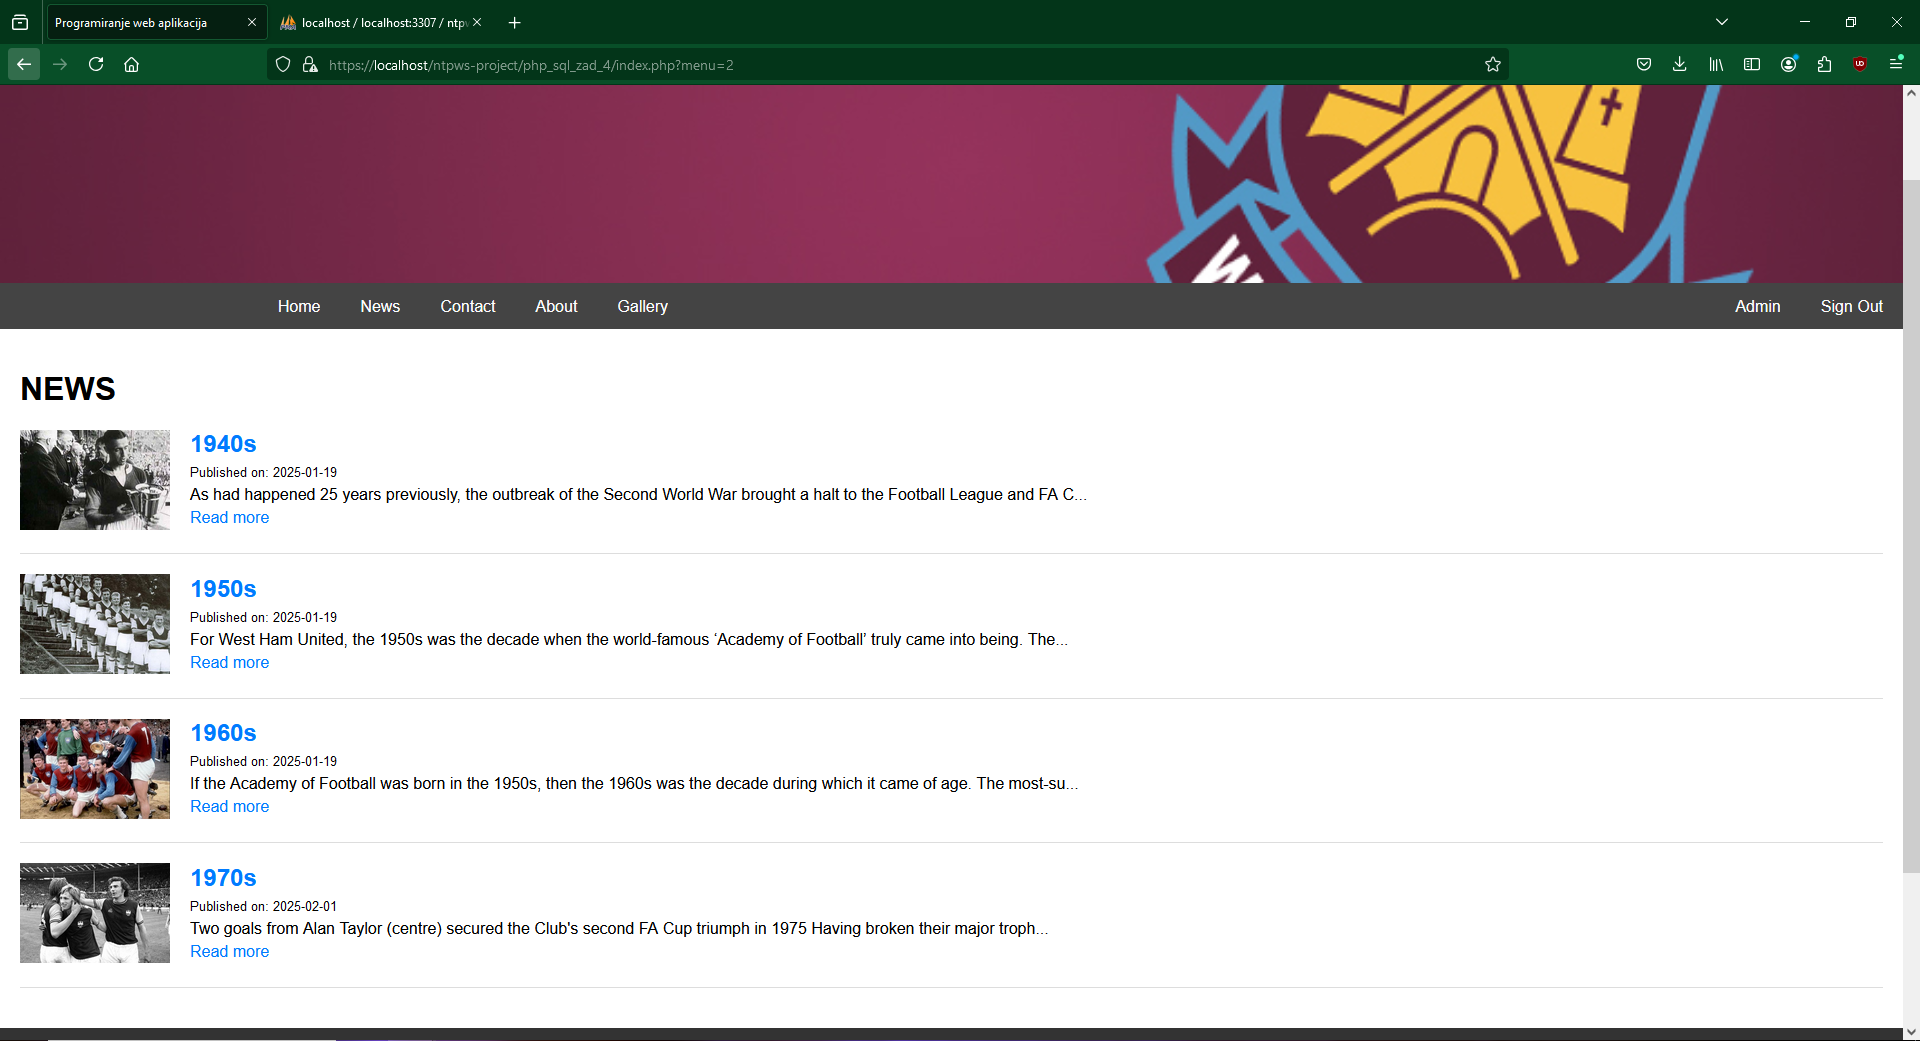 Programiranje web aplikacija
localhost / localhost:3307 / ntpw
https://localhost/ntpws-project/php_sql_zad_4/index.php?menu=2
Home
News
Contact
About
Gallery
Admin
Sign Out
NEWS
1940s
Published on: 2025-01-19
As had happened 25 years previously, the outbreak of the Second World War brought a halt to the Football League and FA C...
Read more
1950s
Published on: 2025-01-19
For West Ham United, the 1950s was the decade when the world-famous ‘Academy of Football’ truly came into being. The...
Read more
1960s
Published on: 2025-01-19
If the Academy of Football was born in the 1950s, then the 1960s was the decade during which it came of age. The most-su...
Read more
1970s
Published on: 2025-02-01
Two goals from Alan Taylor (centre) secured the Club's second FA Cup triumph in 1975 Having broken their major troph...
Read more